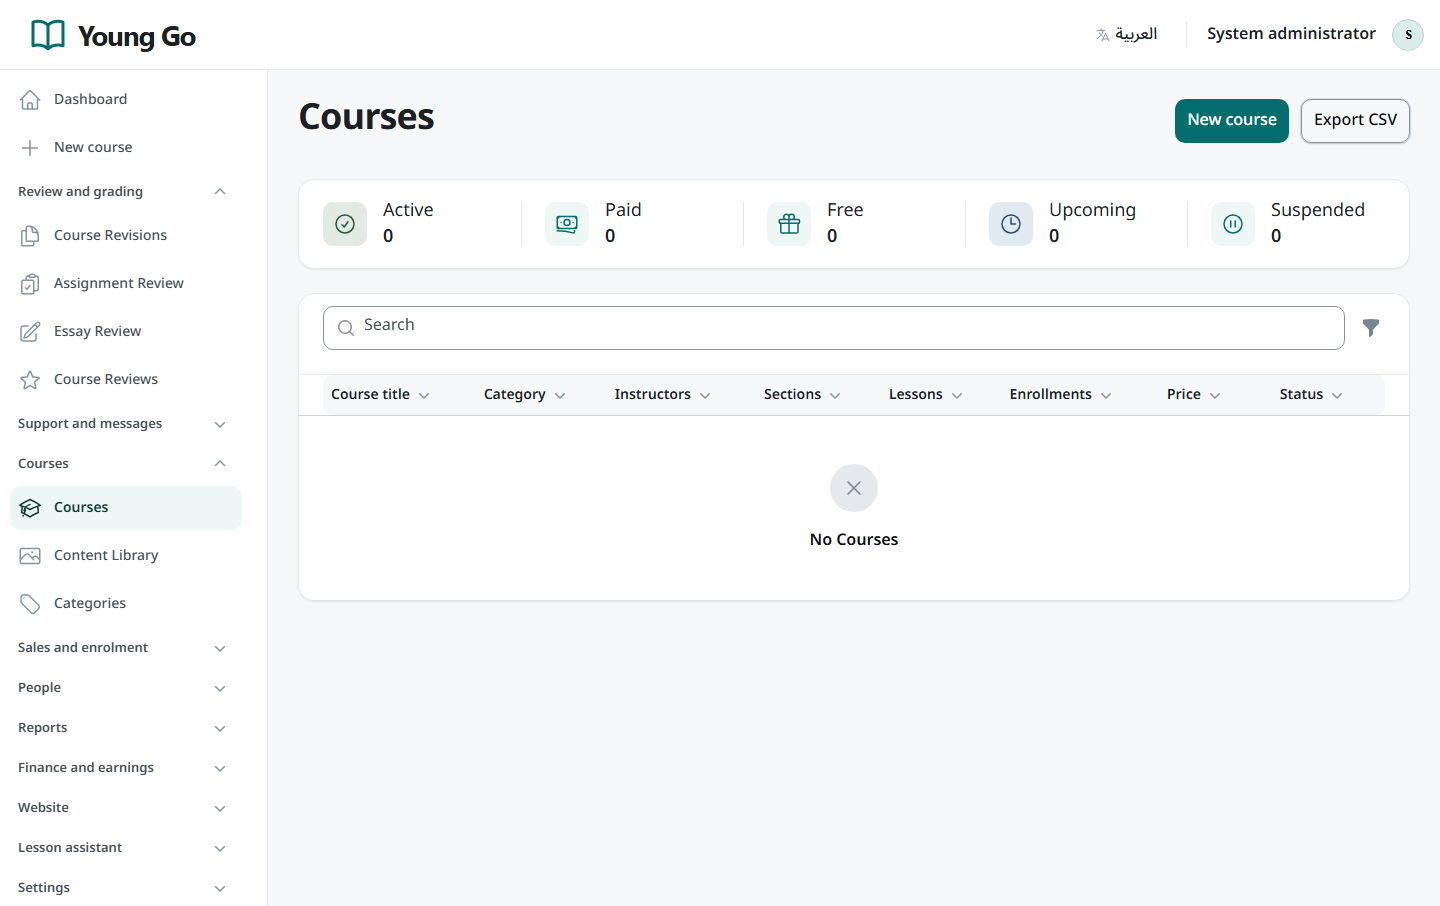 Young Go
العربية
System administrator
S
Dashboard
New course
Review and grading
Course Revisions
Assignment Review
Essay Review
Course Reviews
Support and messages
Courses
Courses
Content Library
Categories
Sales and enrolment
People
Reports
Finance and earnings
Website
Lesson assistant
Settings
Courses
New course
Export CSV
Active
0
Paid
0
Free
0
Upcoming
0
Suspended
0
Search
Course title Category Instructors Sections Lessons Enrollments Price Status
No Courses